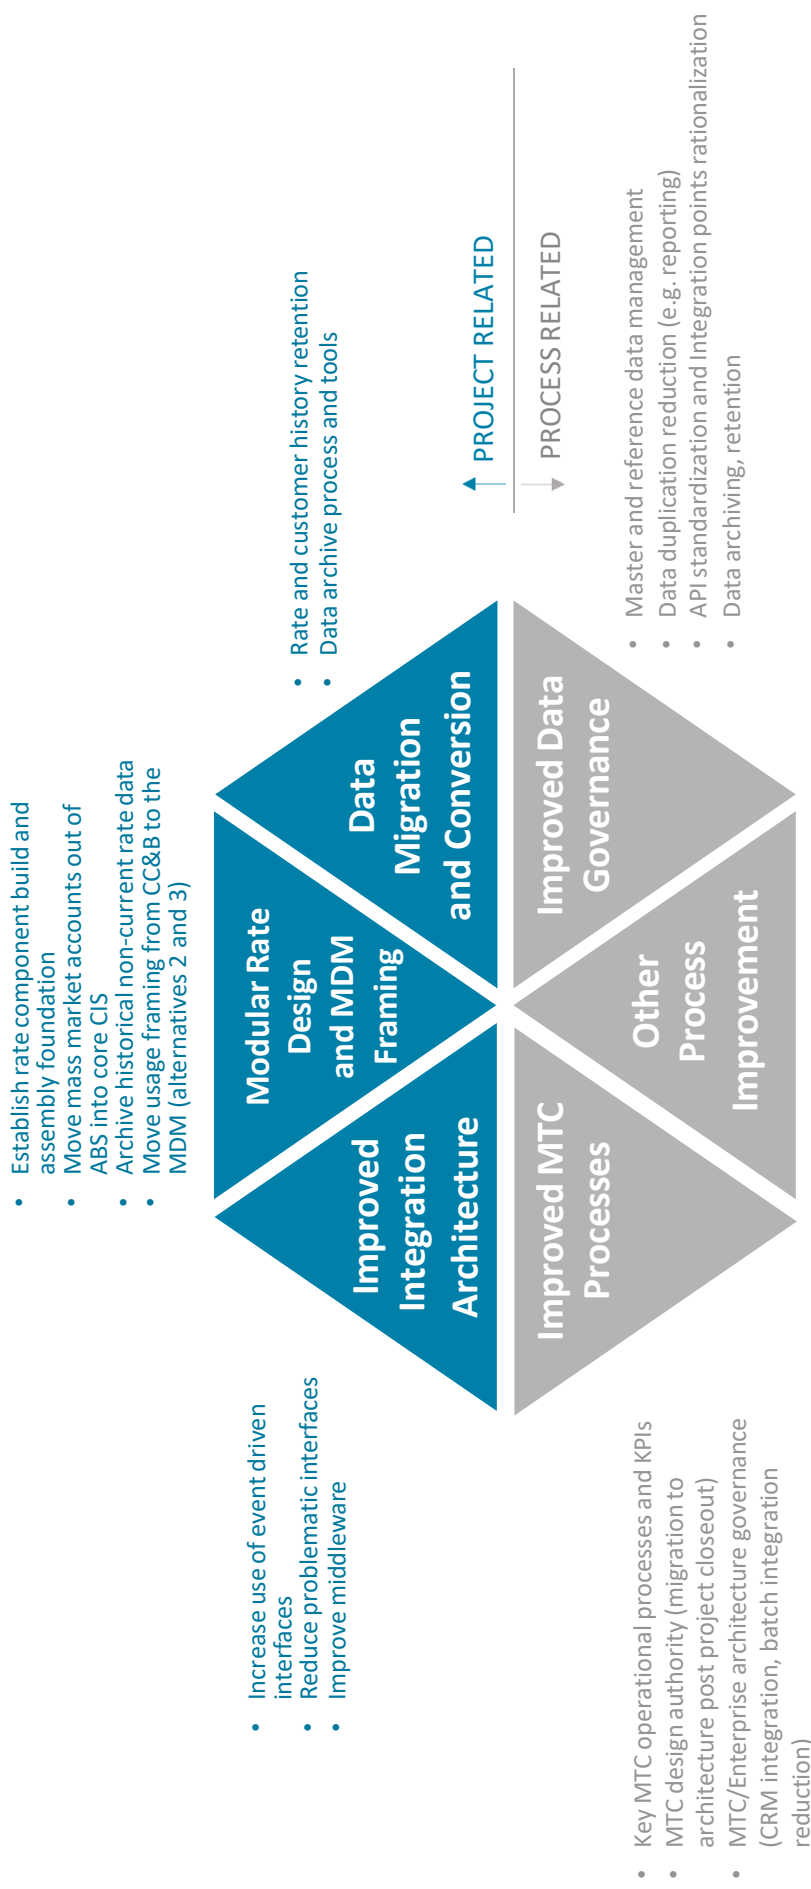 • Establish rate component build and
assembly foundation
• Move mass market accounts out of
ABS into core CIS
• Archive historical non-current rate data
• Move usage framing from CC&B to the
MDM (alternatives 2 and 3)
• Increase use of event driven
interfaces
• Reduce problematic interfaces
• Improve middleware
• Rate and customer history retention
• Data archive process and tools
Improved
Integration
Architecture
Modular Rate
Design
and MDM
Framing
Data
Migration
and Conversion
PROJECT RELATED
PROCESS RELATED
Improved MTC
Processes
Other
Process
Improvement
Improved Data
Governance
• Key MTC operational processes and KPIs
• MTC design authority (migration to
architecture post project closeout)
• MTC/Enterprise architecture governance
(CRM integration, batch integration
reduction)
• Master and reference data management
• Data duplication reduction (e.g. reporting)
• API standardization and Integration points rationalization
• Data archiving, retention